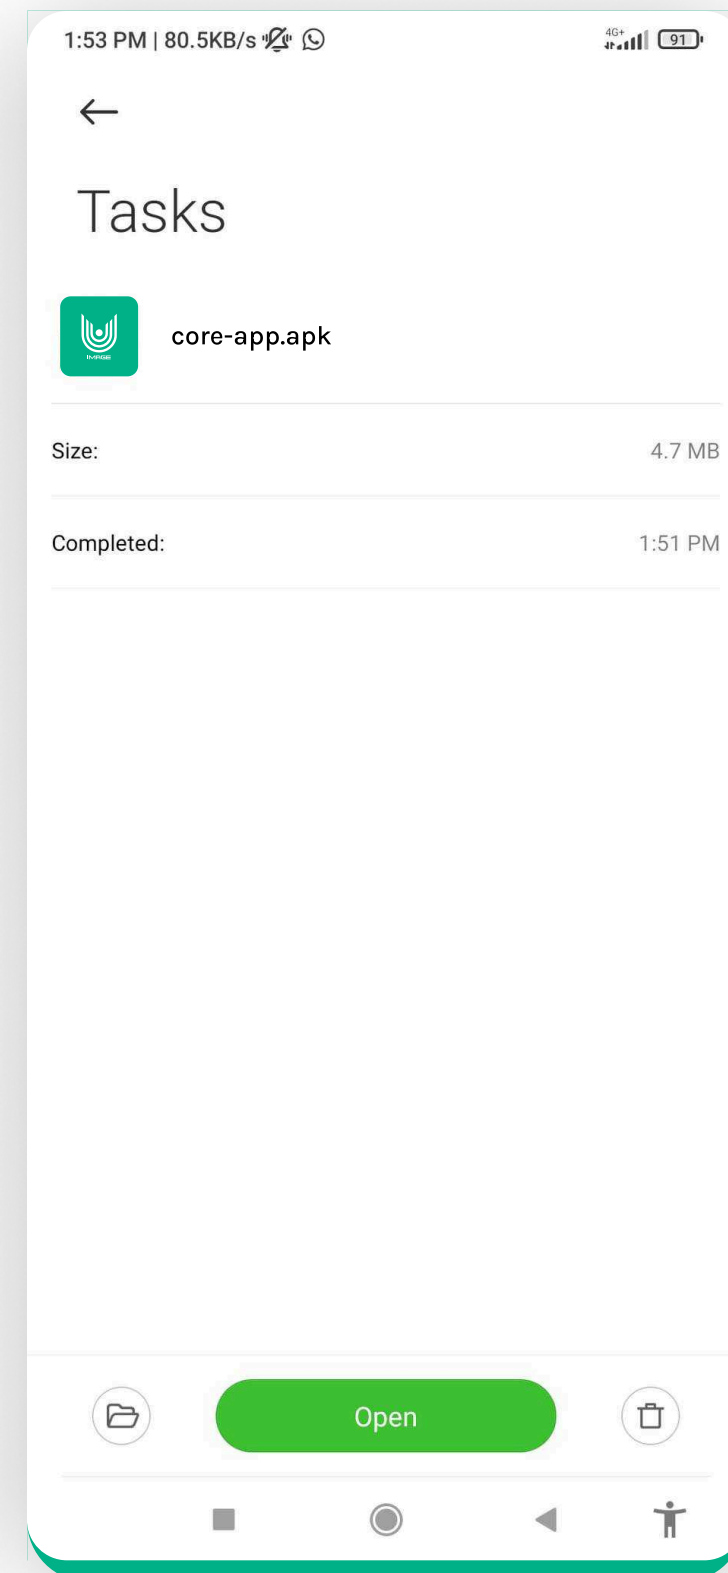 1:53 PM | 80.5KB/s 4G+ 91
Tasks
IMAGE
core-app.apk
Size: 4.7 MB
Completed: 1:51 PM
Open